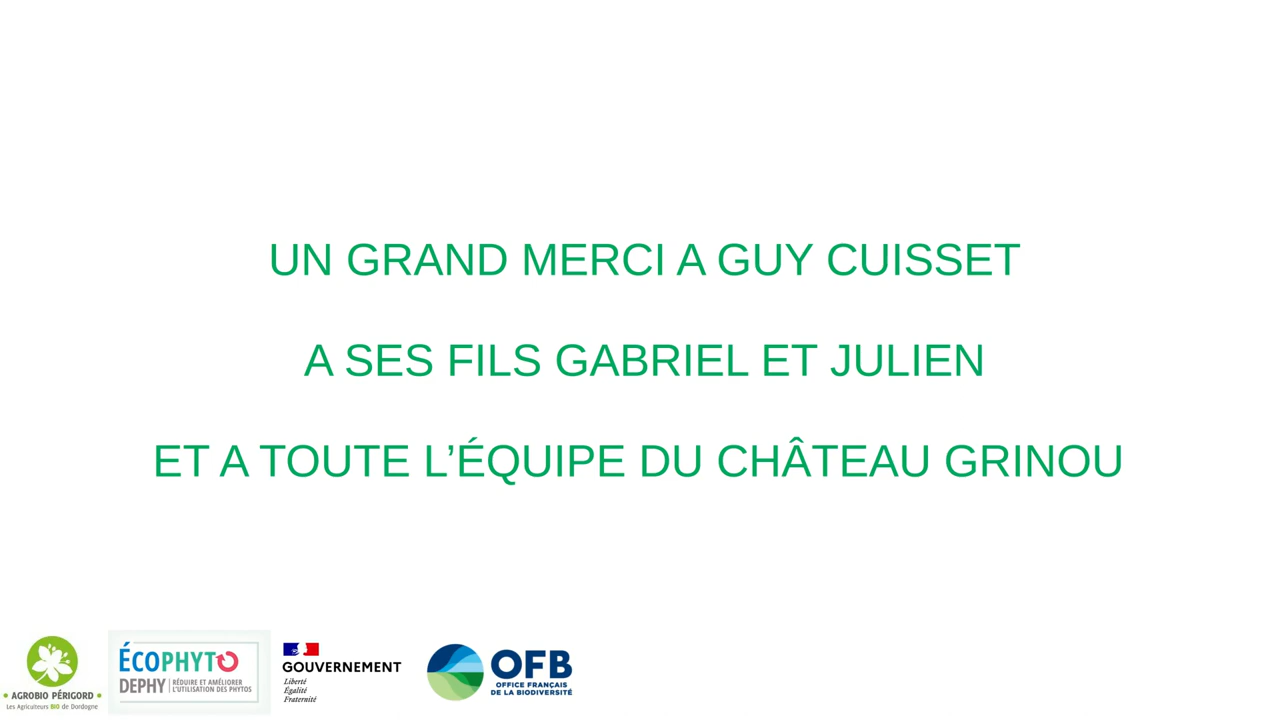 UN GRAND MERCI A GUY CUISSET
A SES FILS GABRIEL ET JULIEN
ET A TOUTE L’ÉQUIPE DU CHÂTEAU GRINOU
• AGROBIO PÉRIGORD •
Les Agriculteurs BIO de Dordogne
ÉCOPHYTO
DEPHY
RÉDUIRE ET AMÉLIORER
L'UTILISATION DES PHYTOS
GOUVERNEMENT
Liberté
Égalité
Fraternité
OFB
OFFICE FRANÇAIS
DE LA BIODIVERSITÉ